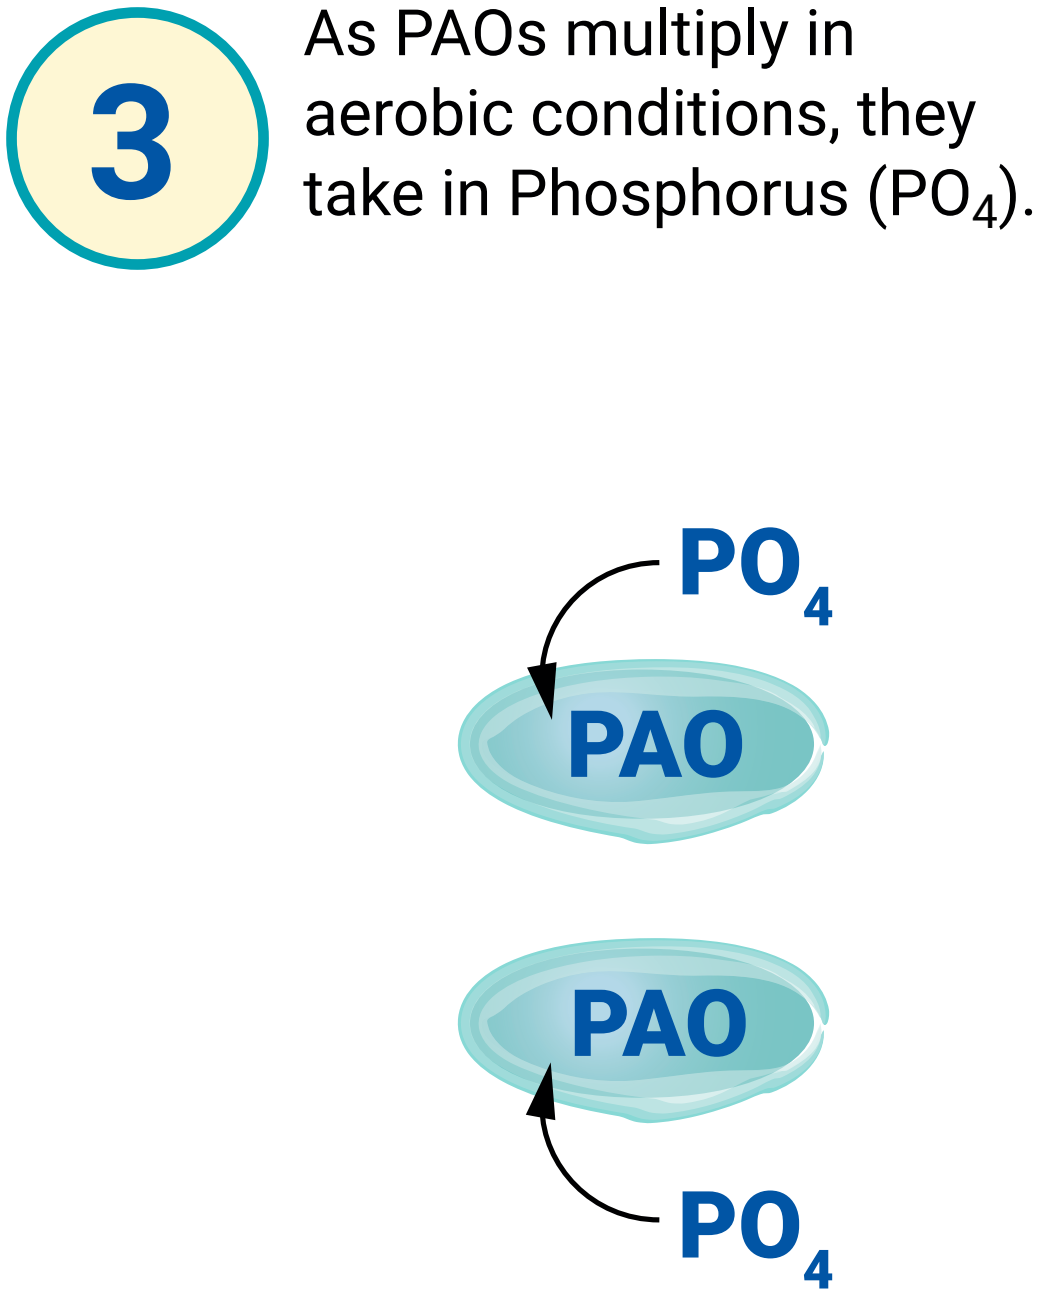 3
As PAOs multiply in
aerobic conditions, they
take in Phosphorus (PO₄).
PO₄
PAO
PAO
PO₄